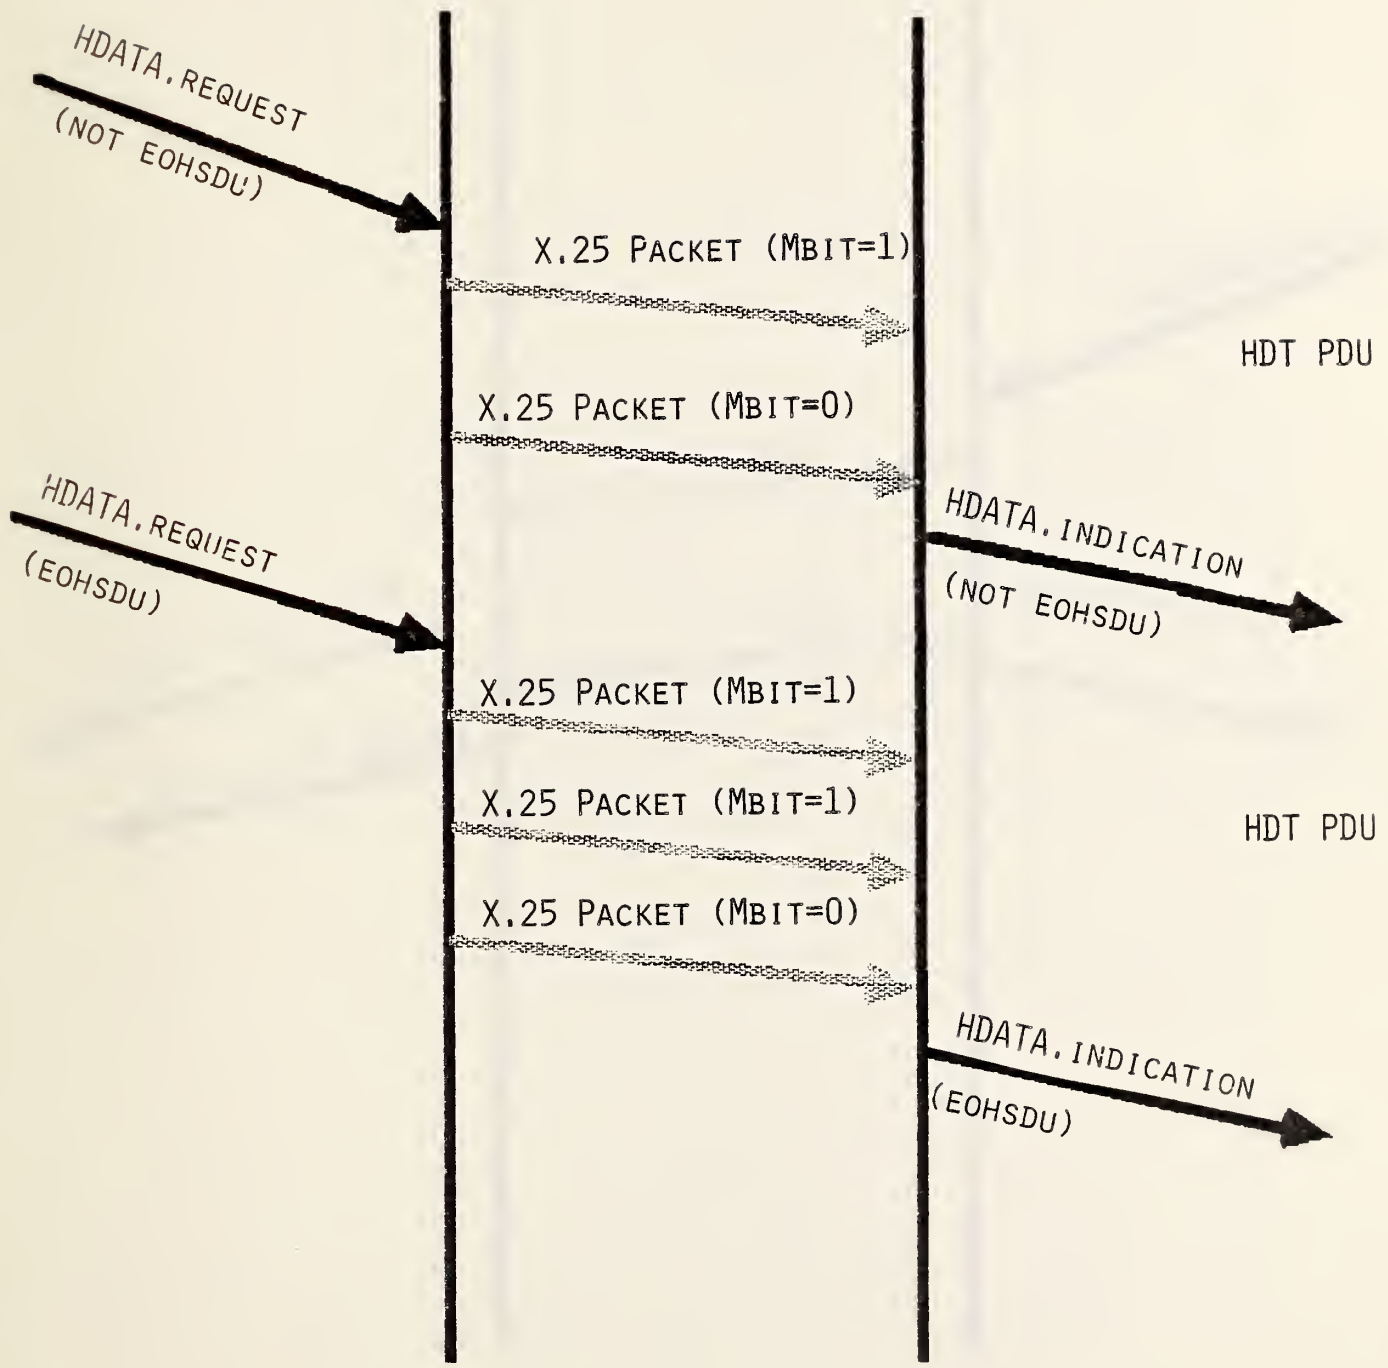 HDATA.REQUEST
(NOT EOHSDU)
X.25 PACKET (MBIT=1)
HDT PDU
X.25 PACKET (MBIT=0)
HDATA.REQUEST
(EOHSDU)
HDATA.INDICATION
(NOT EOHSDU)
X.25 PACKET (MBIT=1)
X.25 PACKET (MBIT=1)
HDT PDU
X.25 PACKET (MBIT=0)
HDATA.INDICATION
(EOHSDU)